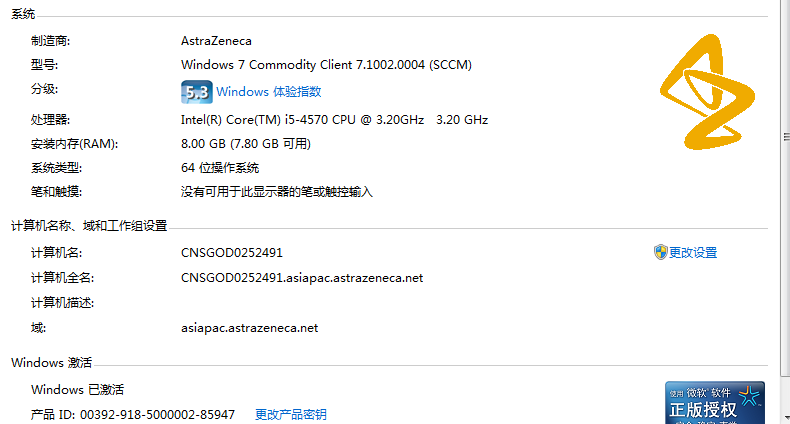 系统
制造商: AstraZeneca
型号: Windows 7 Commodity Client 7.1002.0004 (SCCM)
分级: 5.3 Windows 体验指数
处理器: Intel(R) Core(TM) i5-4570 CPU @ 3.20GHz 3.20 GHz
安装内存(RAM): 8.00 GB (7.80 GB 可用)
系统类型: 64 位操作系统
笔和触摸: 没有可用于此显示器的笔或触控输入
计算机名称、域和工作组设置
计算机名: CNSGOD0252491 更改设置
计算机全名: CNSGOD0252491.asiapac.astrazeneca.net
计算机描述:
域: asiapac.astrazeneca.net
Windows 激活
Windows 已激活
使用 微软 软件
产品 ID: 00392-918-5000002-85947 更改产品密钥 正版授权